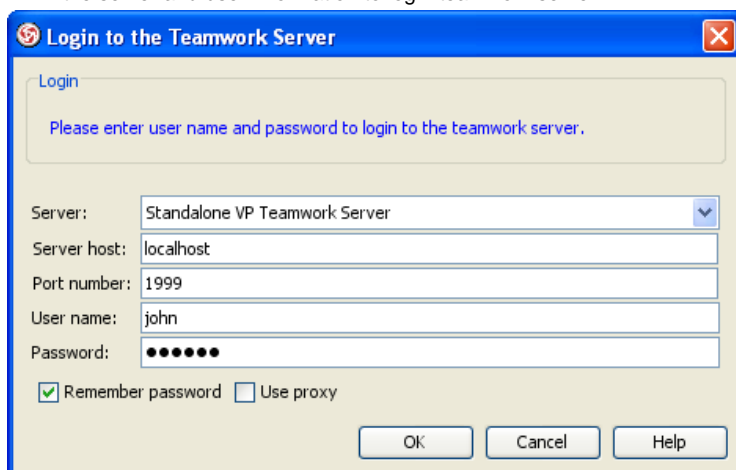 Login to the Teamwork Server
Login
Please enter user name and password to login to the teamwork server.
Server: Standalone VP Teamwork Server
Server host: localhost
Port number: 1999
User name: john
Password: ●●●●●●
Remember password Use proxy
OK Cancel Help